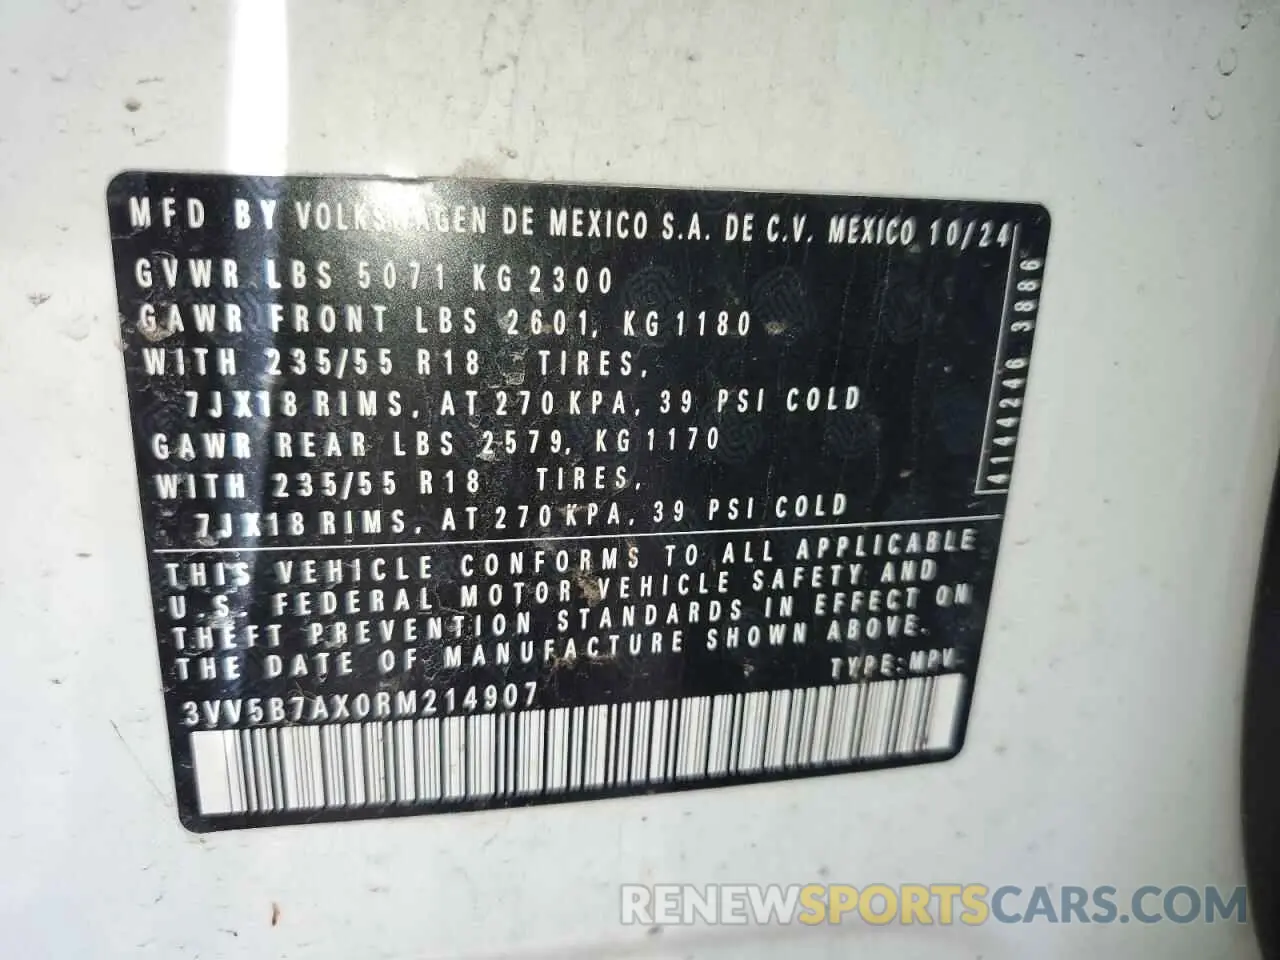 MFD BY VOLKSWAGEN DE MEXICO S.A. DE C.V. MEXICO 10/24
GVWR LBS 5071 KG 2300
GAWR FRONT LBS 2601, KG 1180
WITH 235/55 R18 TIRES,
7JX18 RIMS, AT 270 KPA, 39 PSI COLD
GAWR REAR LBS 2579, KG 1170
WITH 235/55 R18 TIRES,
7JX18 RIMS, AT 270 KPA, 39 PSI COLD
4144246 3886
THIS VEHICLE CONFORMS TO ALL APPLICABLE
U.S. FEDERAL MOTOR VEHICLE SAFETY AND
THEFT PREVENTION STANDARDS IN EFFECT ON
THE DATE OF MANUFACTURE SHOWN ABOVE.
TYPE: MPV
3VV5B7AX0RM214907
RENEWSPORTSCARS.COM